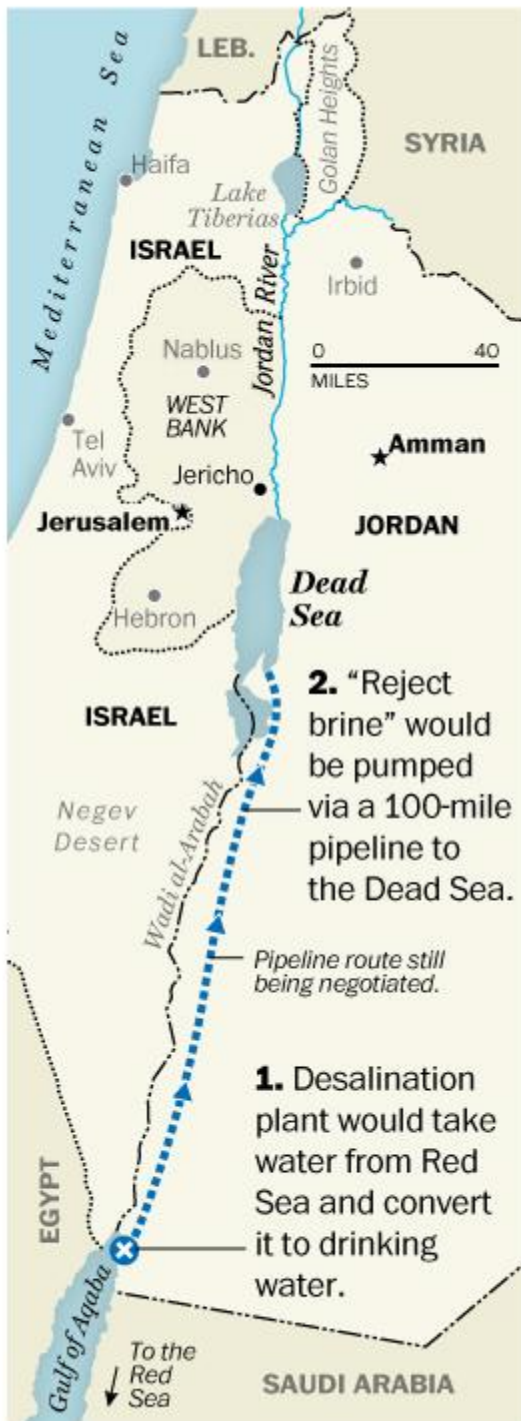 LEB.
Mediterranean Sea
Golan Heights
SYRIA
Haifa
Lake
Tiberias
ISRAEL
Jordan River
Irbid
Nablus
0 40
MILES
WEST
BANK
Tel
Aviv
Amman
Jericho
Jerusalem
JORDAN
Dead
Sea
Hebron
ISRAEL
2. “Reject
brine” would
be pumped
via a 100-mile
pipeline to
the Dead Sea.
Negev
Desert
Wadi al-Arabah
Pipeline route still
being negotiated.
1. Desalination
plant would take
water from Red
Sea and convert
it to drinking
water.
EGYPT
Gulf of Aqaba
To the
Red
Sea
SAUDI ARABIA